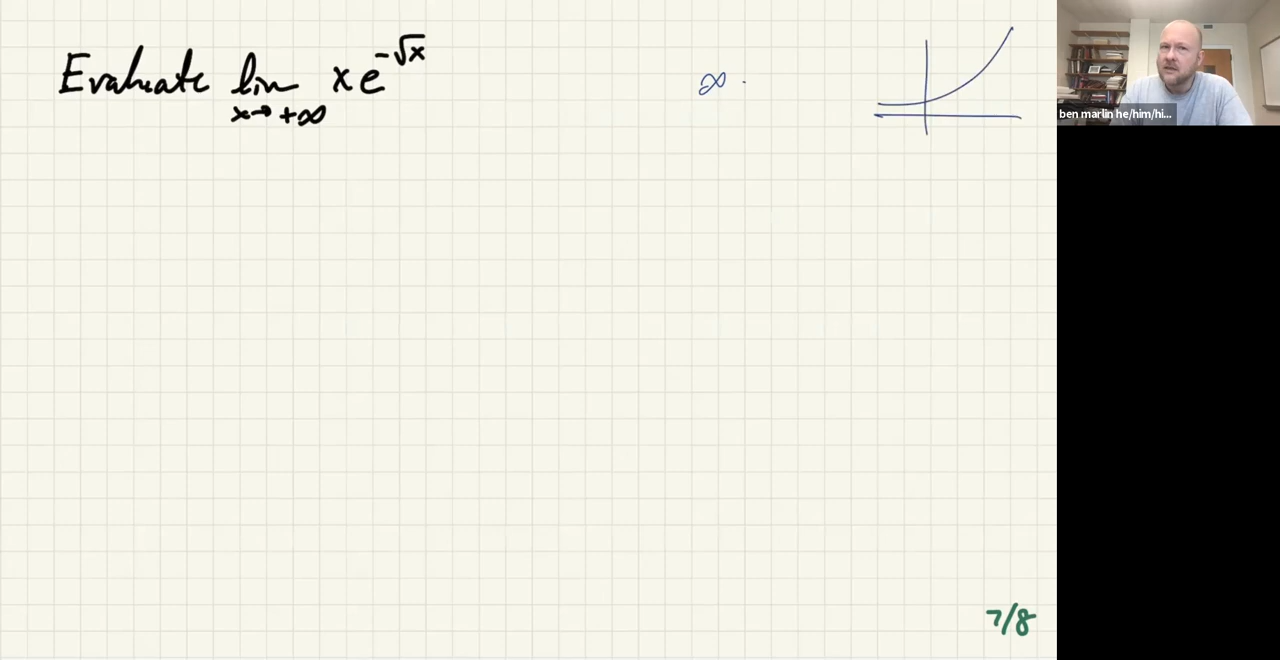 Evaluate lim x→+∞ xe^{-√x}
∞ ·
ben marlin he/him/hi...
7/8